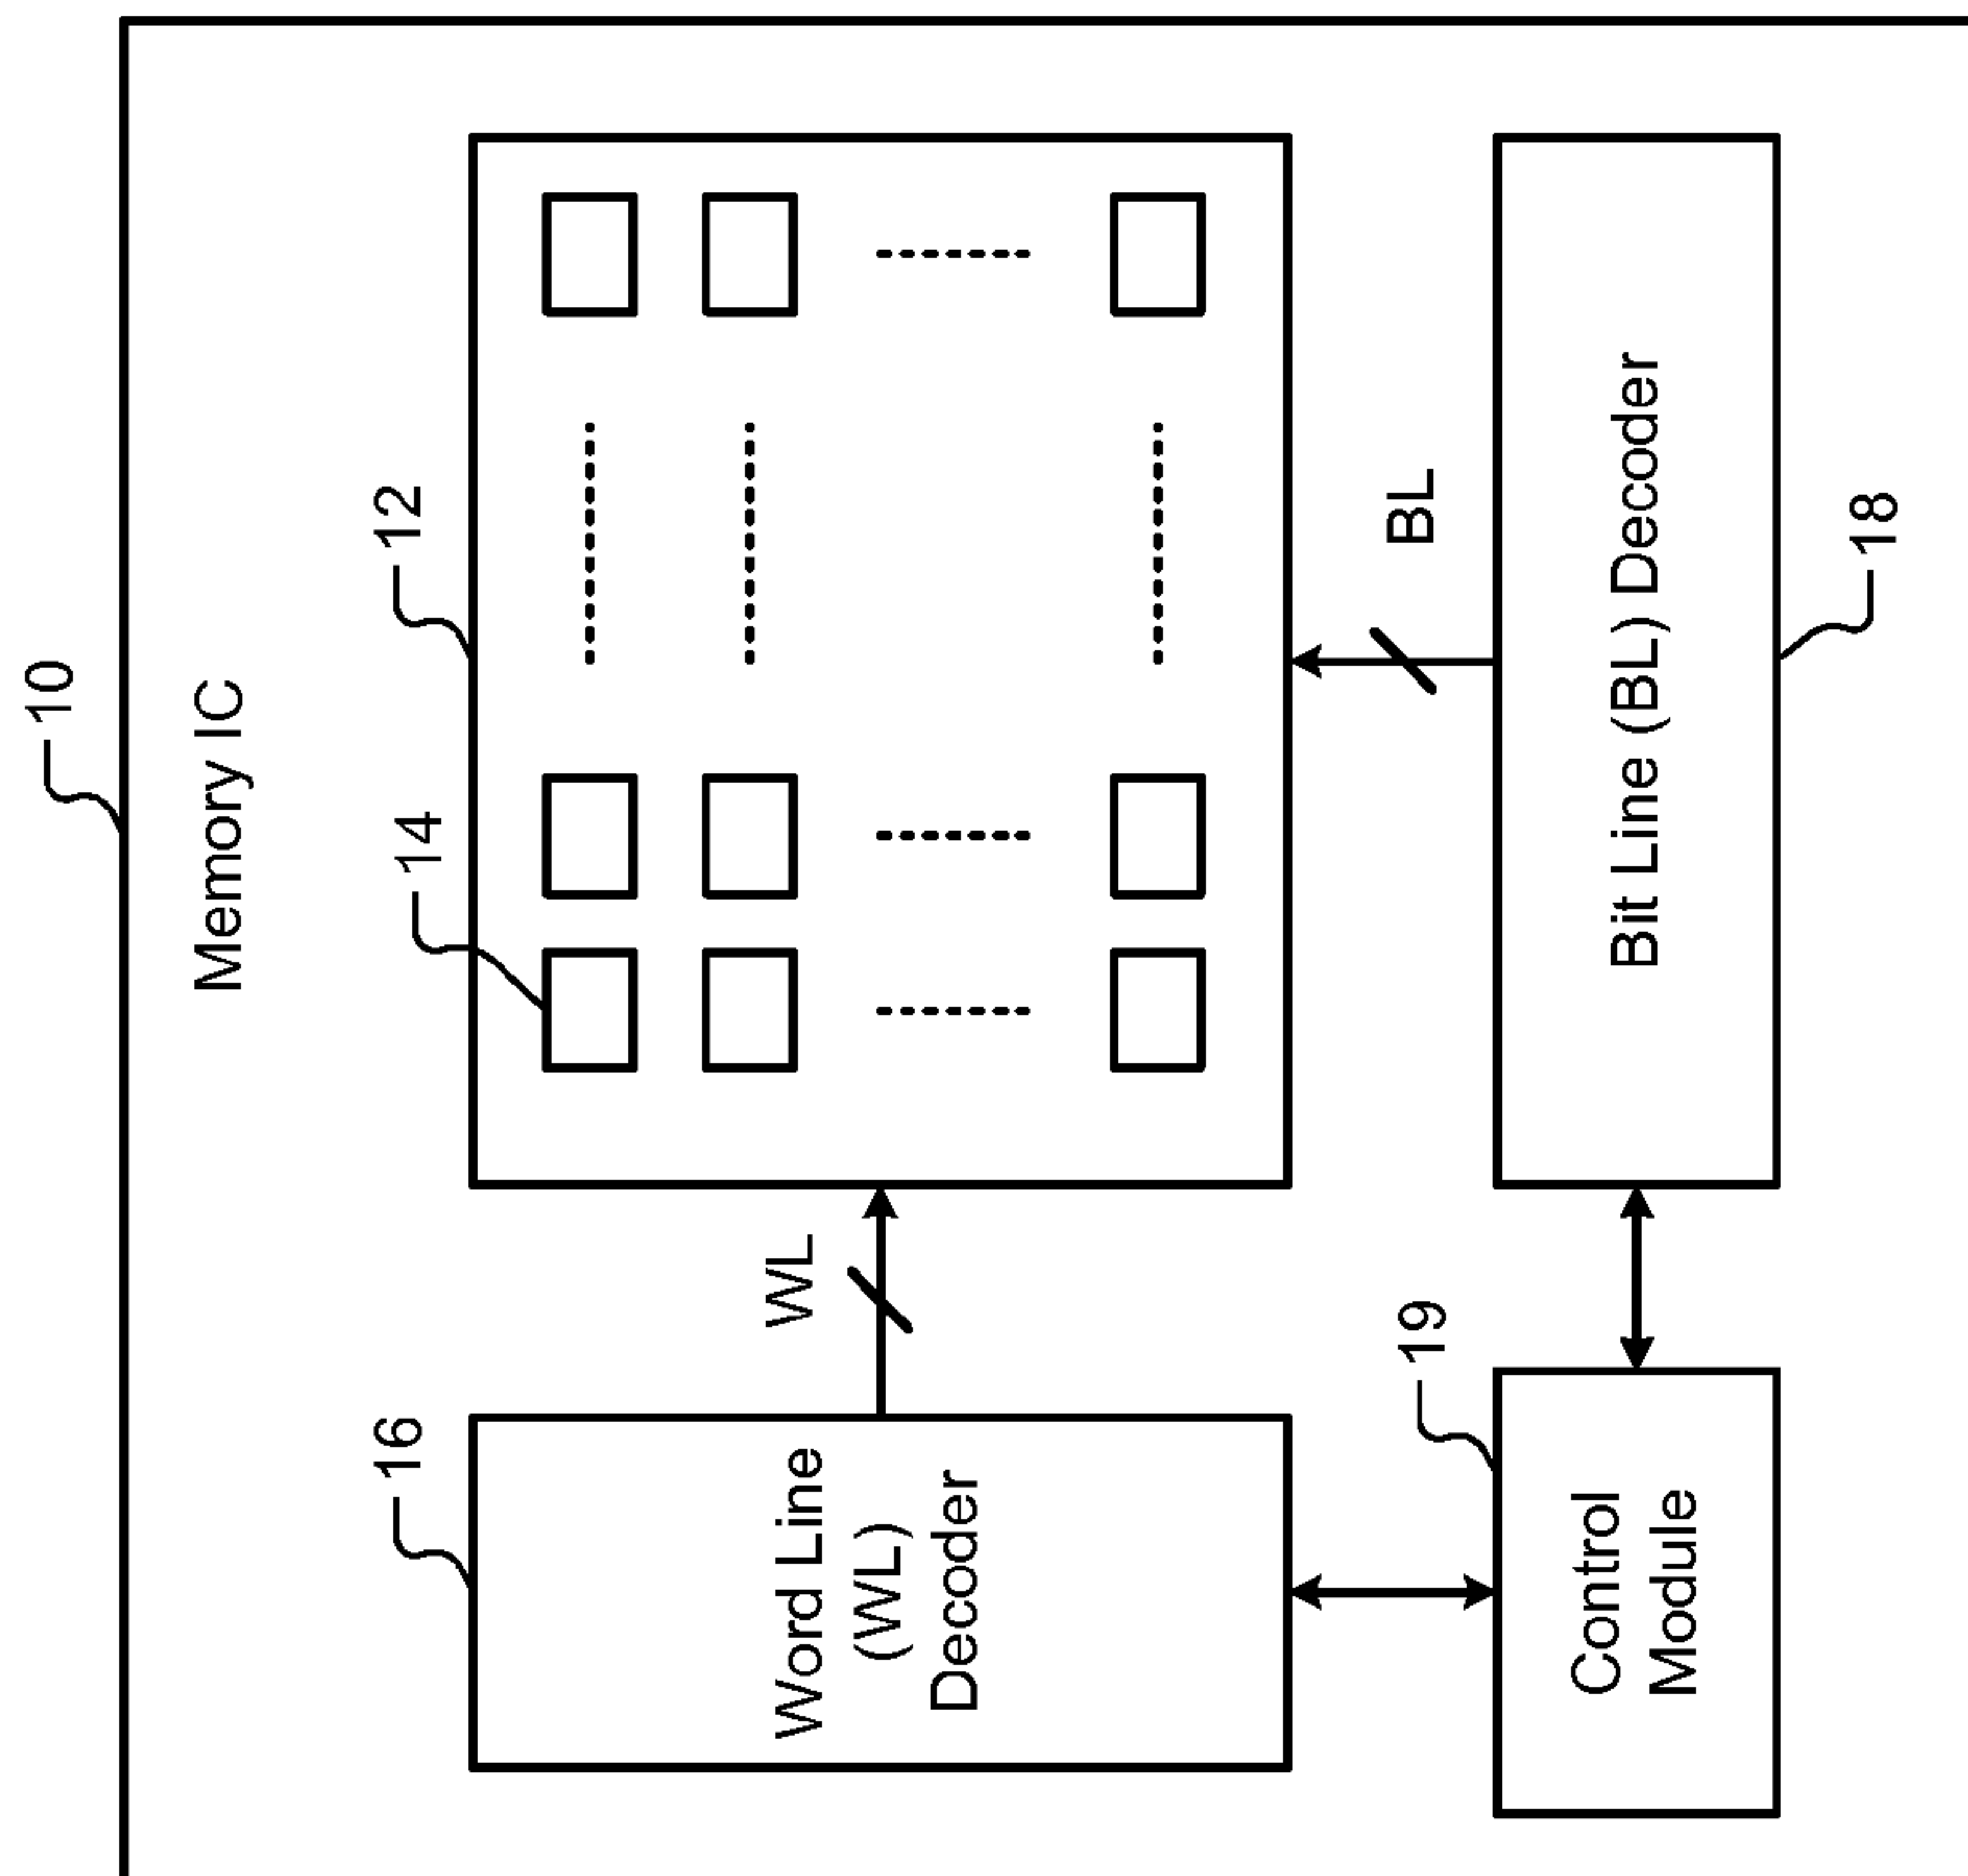 10
Memory IC
16
14
12
Word Line
(WL)
Decoder
WL
19
BL
Control
Module
Bit Line (BL) Decoder
18